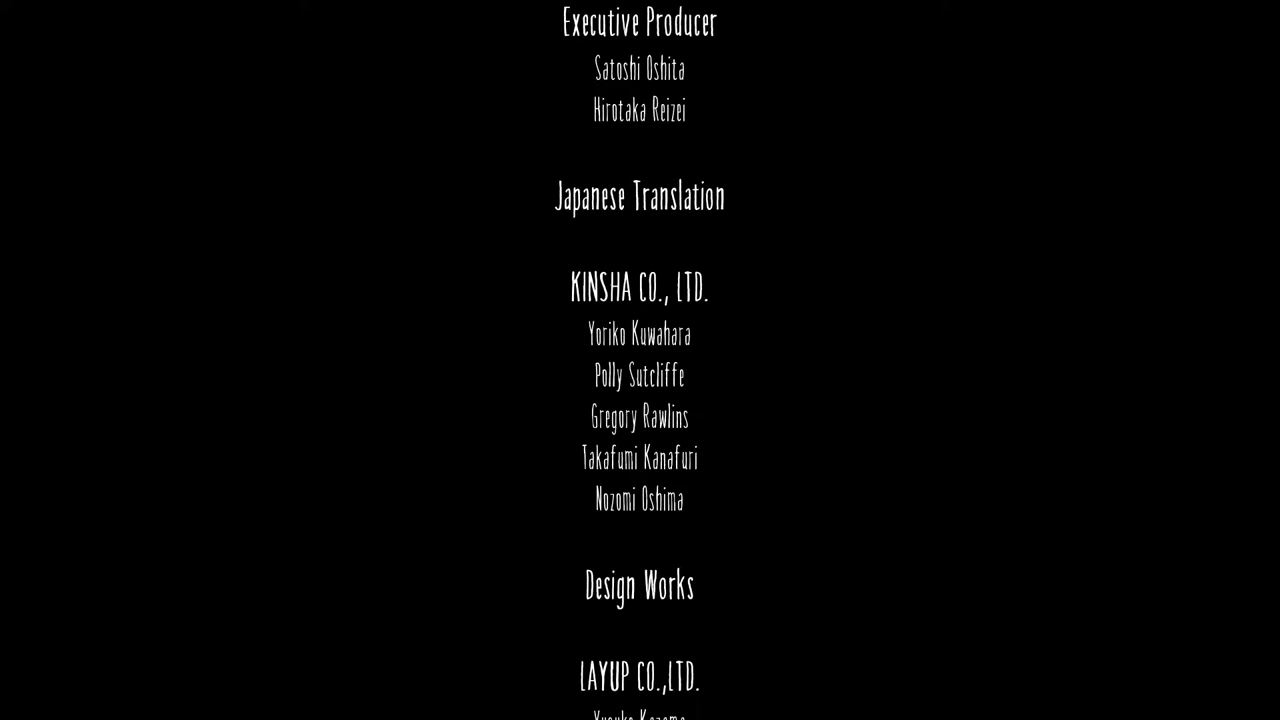 Executive Producer
Satoshi Oshita
Hirotaka Reizei
Japanese Translation
KINSHA CO., LTD.
Yoriko Kuwahara
Polly Sutcliffe
Gregory Rawlins
Takafumi Kanafuri
Nozomi Oshima
Design Works
LAYUP CO.,LTD.